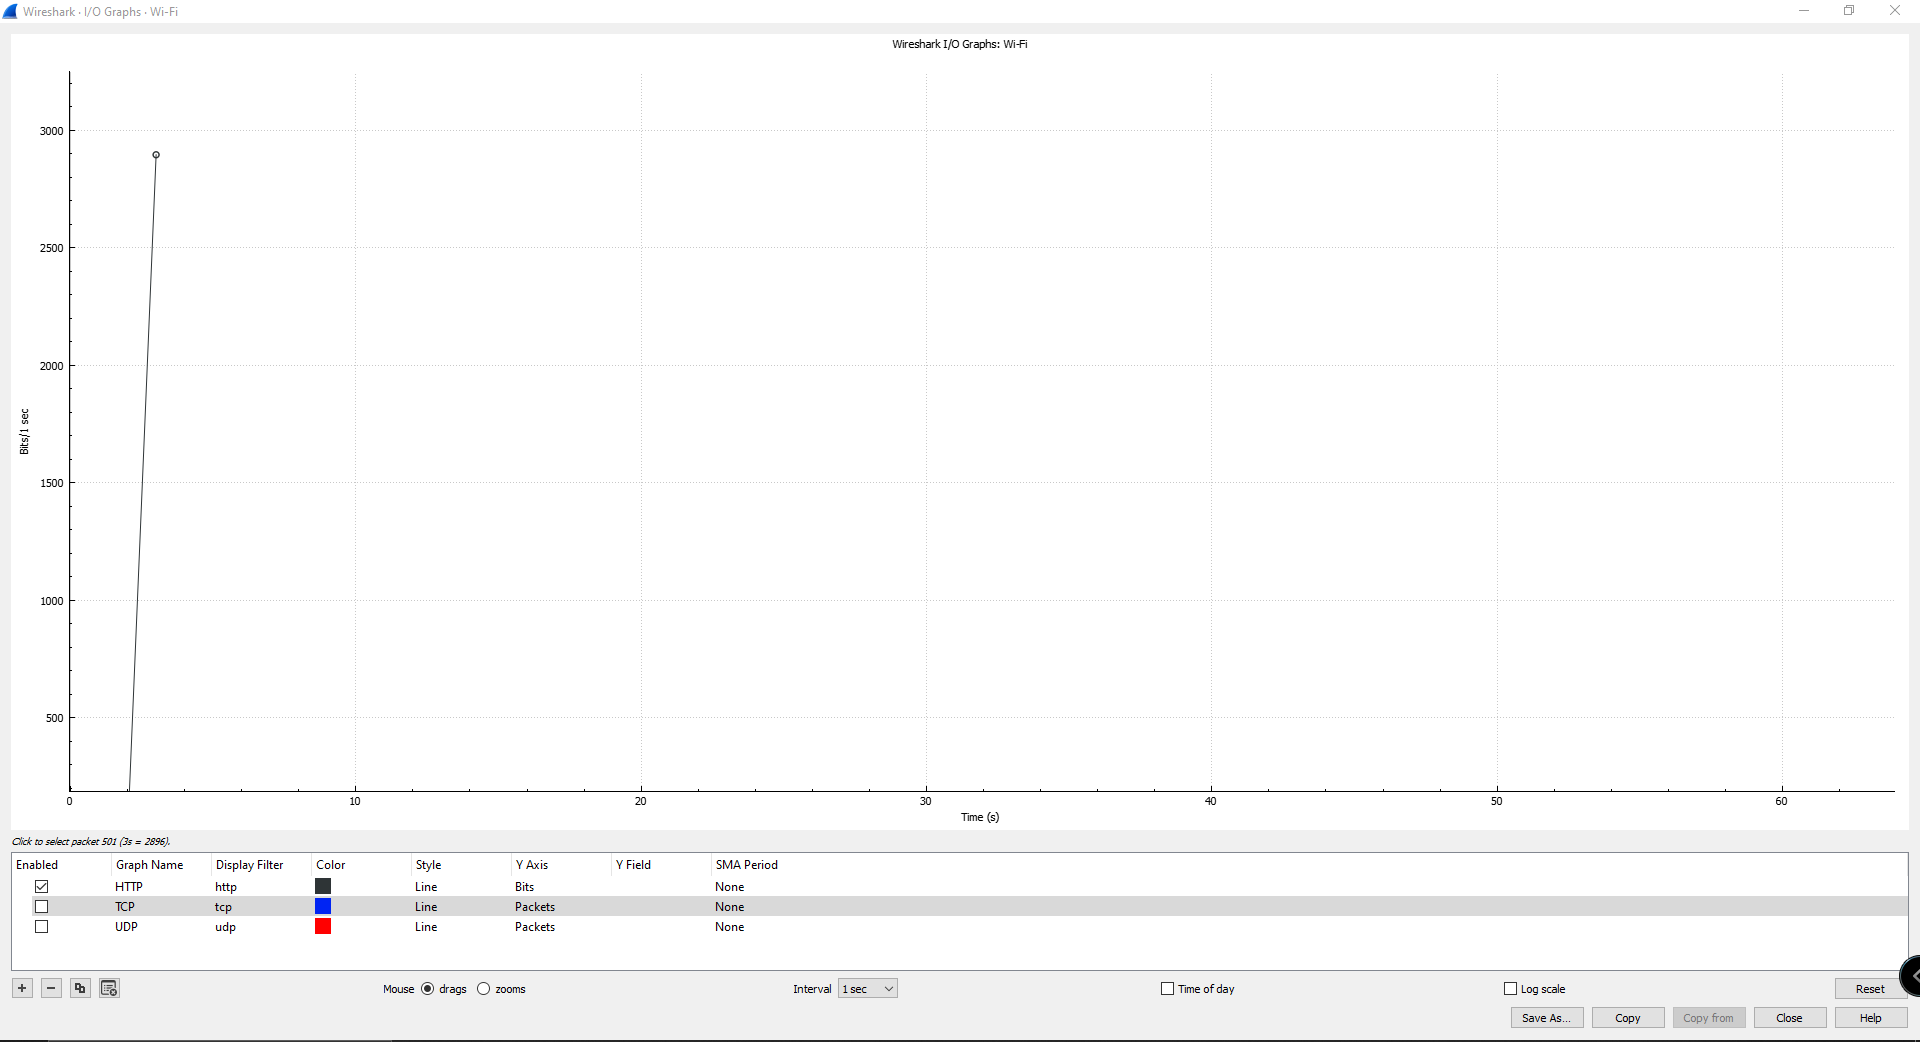 Wireshark · I/O Graphs · Wi-Fi
Wireshark I/O Graphs: Wi-Fi
3000
2500
2000
1500
1000
500
Bits/1 sec
0 10 20 30 40 50 60
Time (s)
Click to select packet 501 (3s = 2896).
Enabled Graph Name Display Filter Color Style Y Axis Y Field SMA Period
HTTP http Line Bits None
TCP tcp Line Packets None
UDP udp Line Packets None
Mouse drags zooms Interval 1 sec Time of day Log scale Reset
Save As... Copy Copy from Close Help